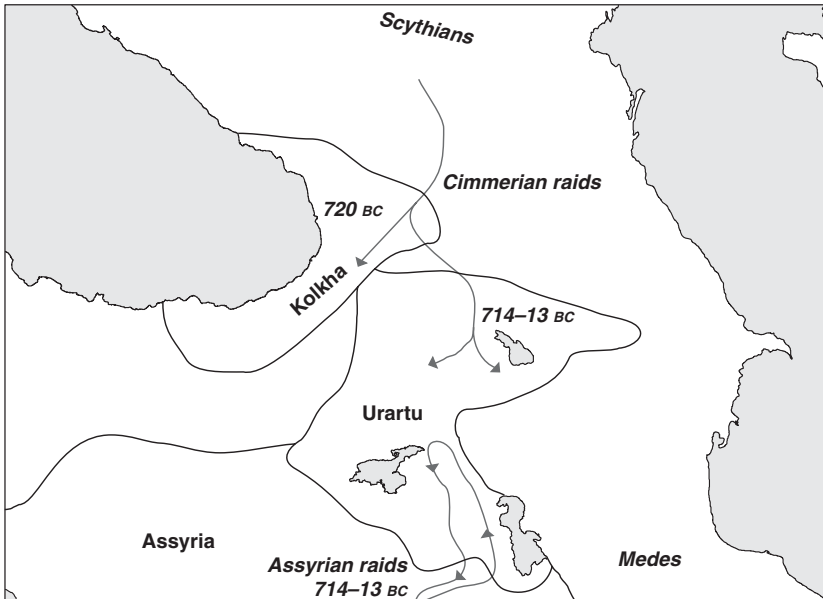 Scythians
Cimmerian raids
720 BC
Kolkha
714–13 BC
Urartu
Assyria
Assyrian raids
714–13 BC
Medes